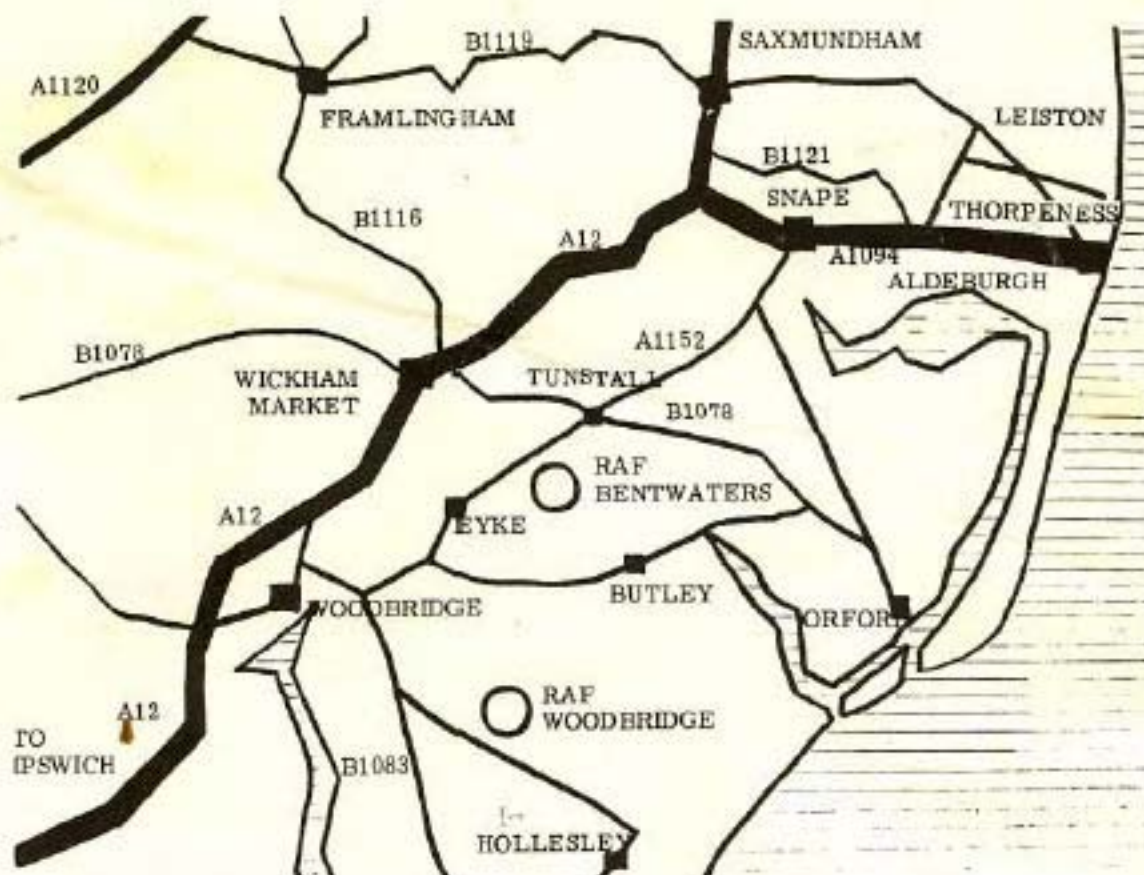 SAXMUNDHAM
B1119
A1120
FRAMLINGHAM
LEISTON
B1121
SNAPE
THORPENESS
B1116
A12
A1094
ALDEBURGH
A1152
B1078
WICKHAM
MARKET
TUNSTALL
B1078
RAF
BENTWATERS
A12
EYKE
BUTLEY
WOODBRIDGE
ORFORD
RAF
WOODBRIDGE
A12
TO
IPSWICH
B1083
HOLLESLEY